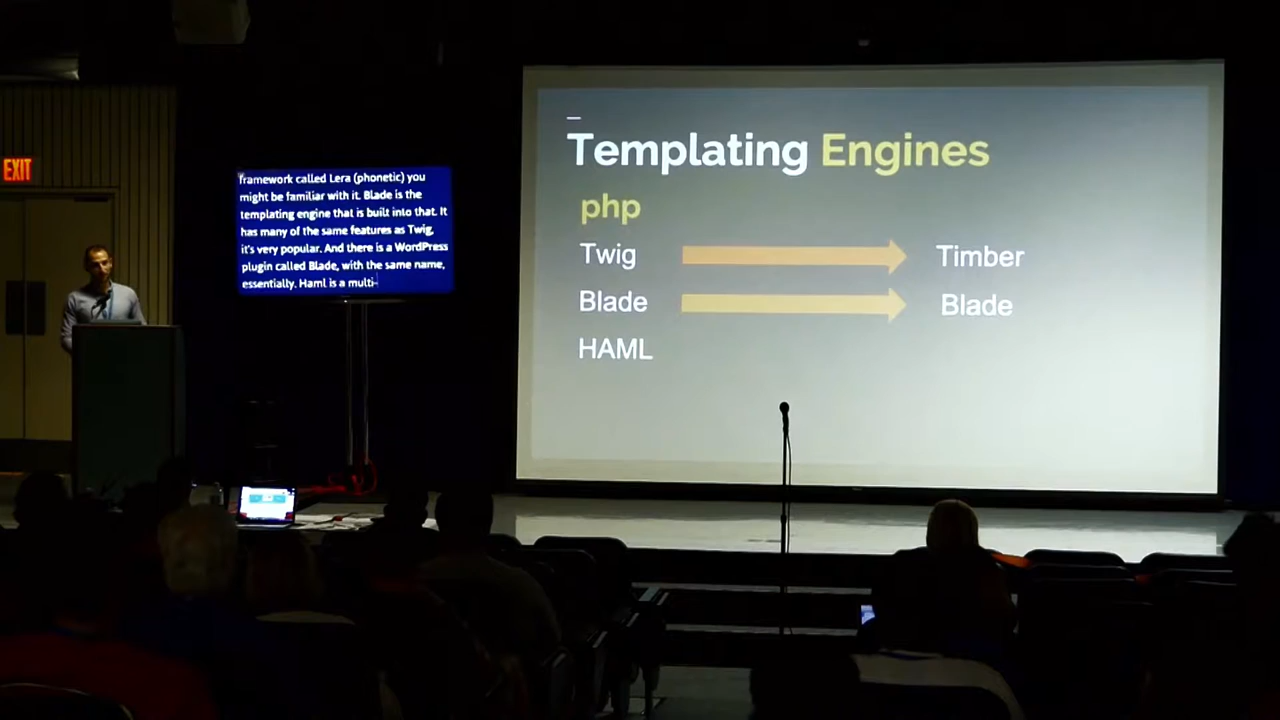 EXIT
framework called Lera (phonetic) you
might be familiar with it. Blade is the
templating engine that is built into that. It
has many of the same features as Twig,
it's very popular. And there is a WordPress
plugin called Blade, with the same name,
essentially. Haml is a multi-
Templating Engines
php
Twig Timber
Blade Blade
HAML